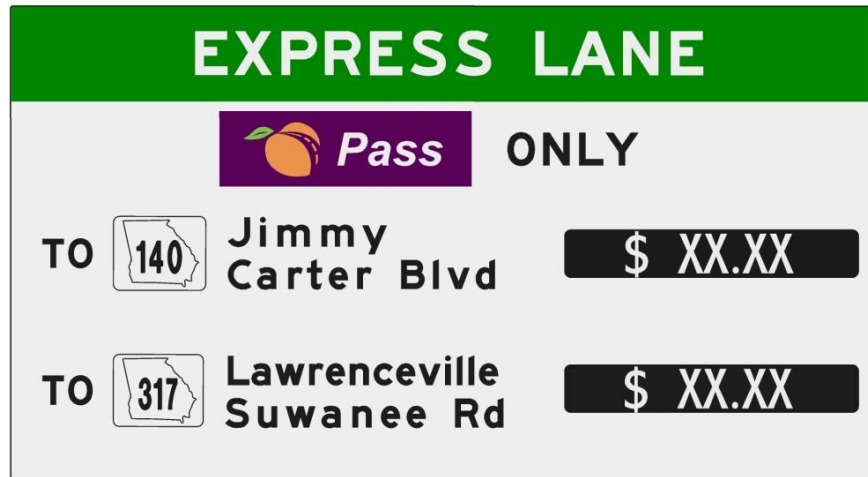 EXPRESS LANE
Pass ONLY
TO 140 Jimmy
Carter Blvd $ XX.XX
TO 317 Lawrenceville
Suwanee Rd $ XX.XX